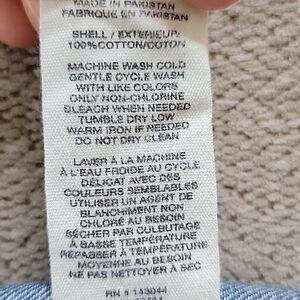 MADE IN PAKISTAN
FABRIQUE EN PAKISTAN
SHELL / EXTERIEUR:
100%COTTON/COTON
MACHINE WASH COLD
GENTLE CYCLE WASH
WITH LIKE COLORS
ONLY NON-CHLORINE
BLEACH WHEN NEEDED
TUMBLE DRY LOW
WARM IRON IF NEEDED
DO NOT DRY CLEAN
LAVER À LA MACHINE
À L'EAU FROIDE AU CYCLE
DÉLICAT AVEC DES
COULEURS SEMBLABLES
UTILISER UN AGENT DE
BLANCHIMENT NON
CHLORÉ AU BESOIN
SÉCHER PAR CULBUTAGE
À BASSE TEMPÉRATURE
REPASSER À TEMPÉRATURE
MOYENNE AU BESOIN
NE PAS NETTOYER À SEC
RN # 143044